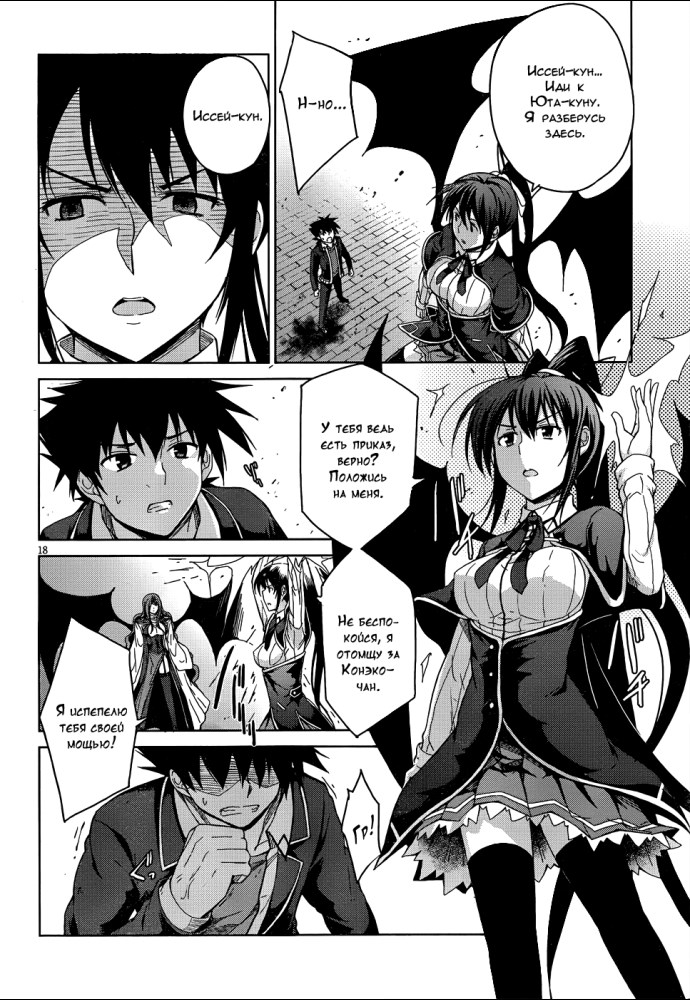 Иссей-кун...
Иди к
Юта-куну.
Я разберусь
здесь.
Н-но...
Иссей-кун.
У тебя ведь
есть приказ,
верно?
Положись
на меня.
18
Не беспо-
койся, я
отомщу за
Конэко-
чан.
Я испепелю
тебя своей
мощью!
Гр!